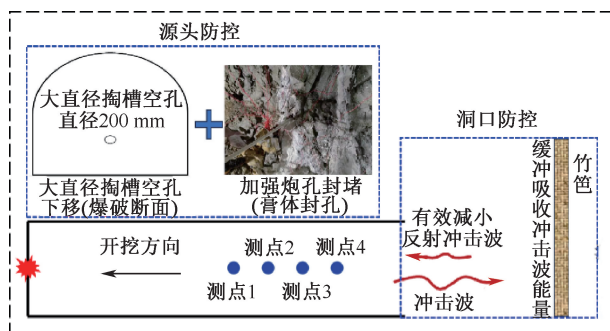 源头防控
大直径掏槽空孔
直径200 mm
大直径掏槽空孔
下移(爆破断面)
加强炮孔封堵
(膏体封孔)
洞口防控
缓冲吸收冲击波能量
竹笆
有效减小
反射冲击波
冲击波
开挖方向
测点2
测点4
测点1
测点3